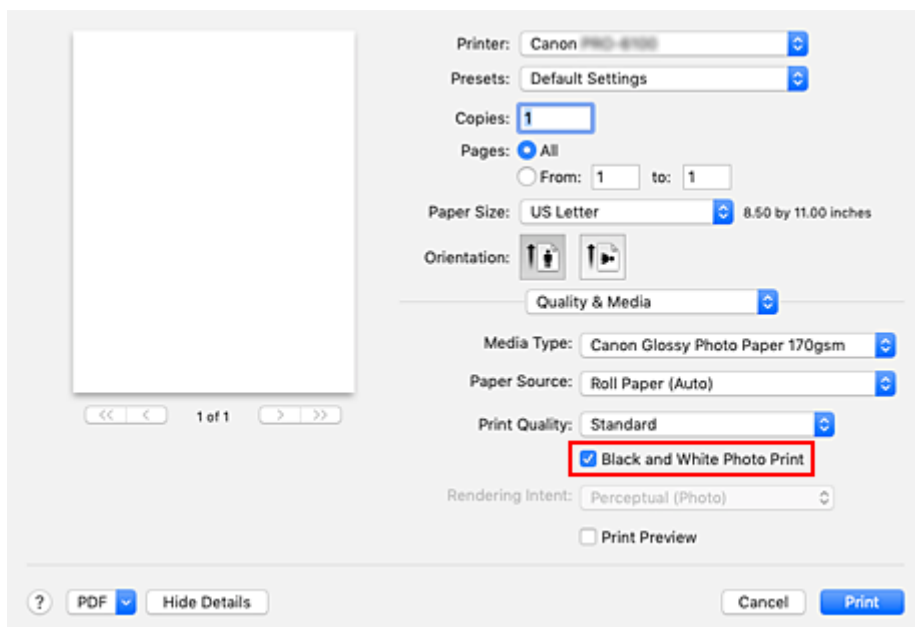 Printer: Canon
Presets: Default Settings
Copies: 1
Pages: All
From: 1 to: 1
Paper Size: US Letter 8.50 by 11.00 inches
Orientation:
Quality & Media
Media Type: Canon Glossy Photo Paper 170gsm
Paper Source: Roll Paper (Auto)
1 of 1
Print Quality: Standard
Black and White Photo Print
Rendering Intent: Perceptual (Photo)
Print Preview
? PDF Hide Details Cancel Print